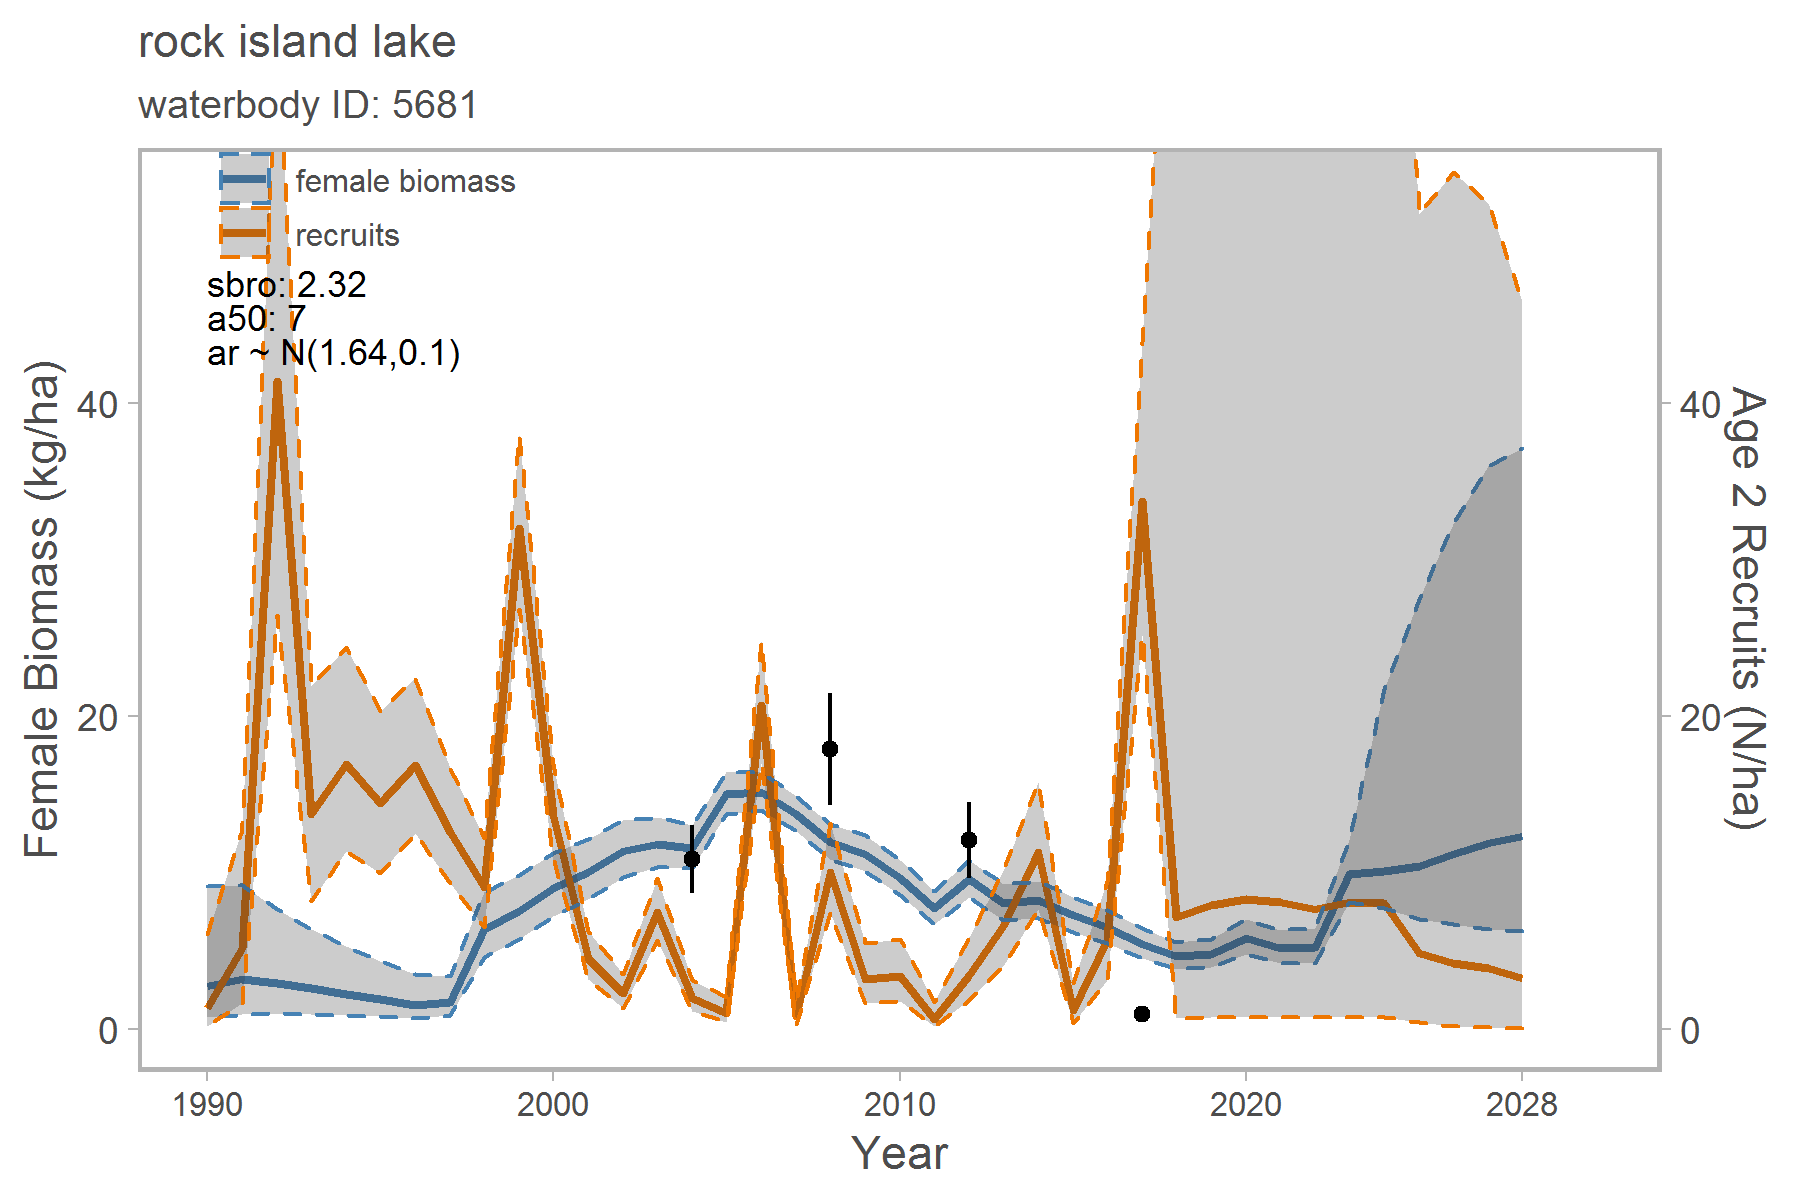 rock island lake
waterbody ID: 5681
female biomass
recruits
sbro: 2.32
a50: 7
ar ~ N(1.64,0.1)
Female Biomass (kg/ha)
40
20
0
40
20
0
Age 2 Recruits (N/ha)
1990
2000
2010
2020
2028
Year